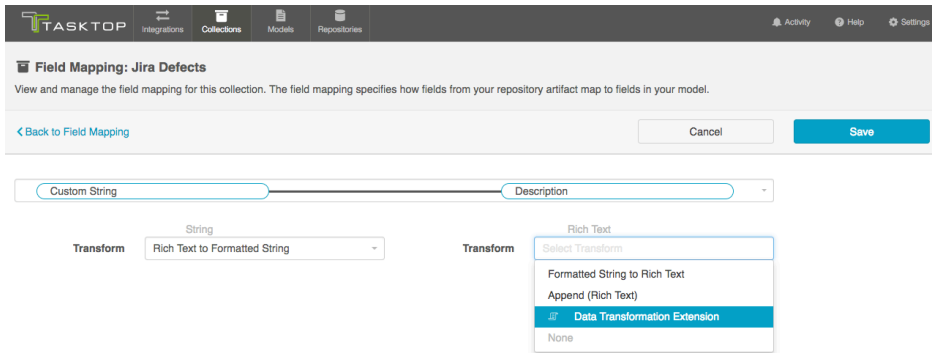 TASKTOP
Integrations
Collections
Models
Repositories
Activity
Help
Settings
Field Mapping: Jira Defects
View and manage the field mapping for this collection. The field mapping specifies how fields from your repository artifact map to fields in your model.
Back to Field Mapping
Cancel
Save
Custom String
Description
String
Rich Text
Transform
Rich Text to Formatted String
Transform
Select Transform
Formatted String to Rich Text
Append (Rich Text)
Data Transformation Extension
None